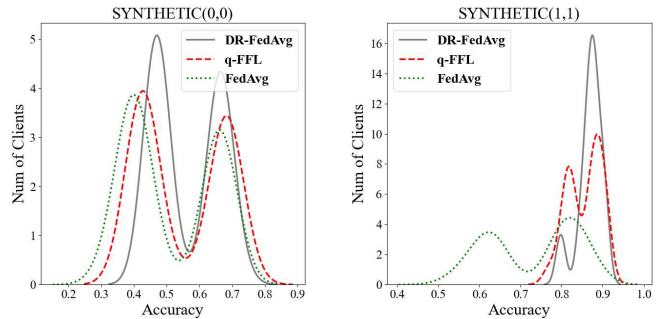 SYNTHETIC(0,0)
DR-FedAvg
q-FFL
FedAvg
Num of Clients
5
4
3
2
1
0
0.2 0.3 0.4 0.5 0.6 0.7 0.8 0.9
Accuracy
SYNTHETIC(1,1)
DR-FedAvg
q-FFL
FedAvg
Num of Clients
16
14
12
10
8
6
4
2
0
0.4 0.5 0.6 0.7 0.8 0.9 1.0
Accuracy